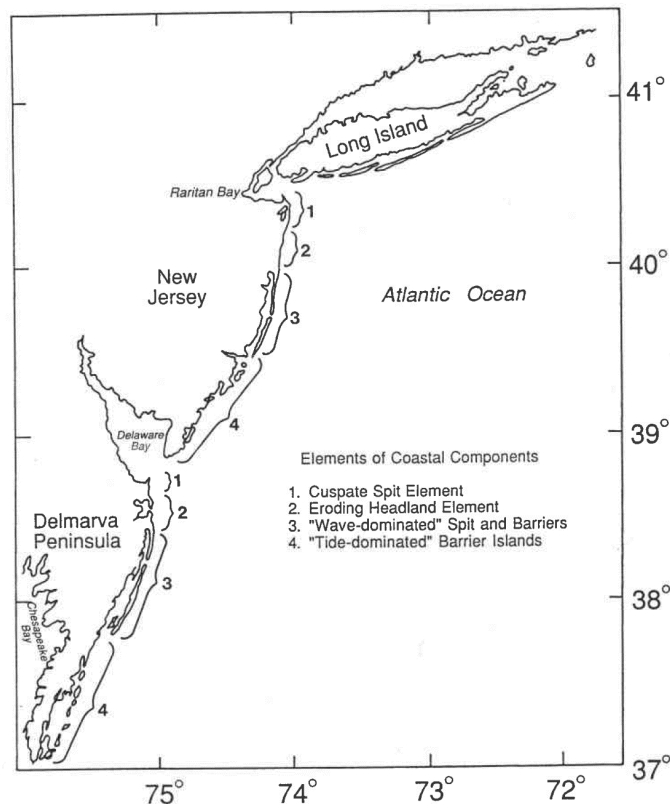 41°
Long Island
Raritan Bay
1
2
New
Jersey
40°
Atlantic Ocean
3
39°
4
Delaware
Bay
Elements of Coastal Components
1. Cuspate Spit Element
2. Eroding Headland Element
3. "Wave-dominated" Spit and Barriers
4. "Tide-dominated" Barrier Islands
1
2
Delmarva
Peninsula
3
38°
Chesapeake
Bay
4
37°
75°
74°
73°
72°